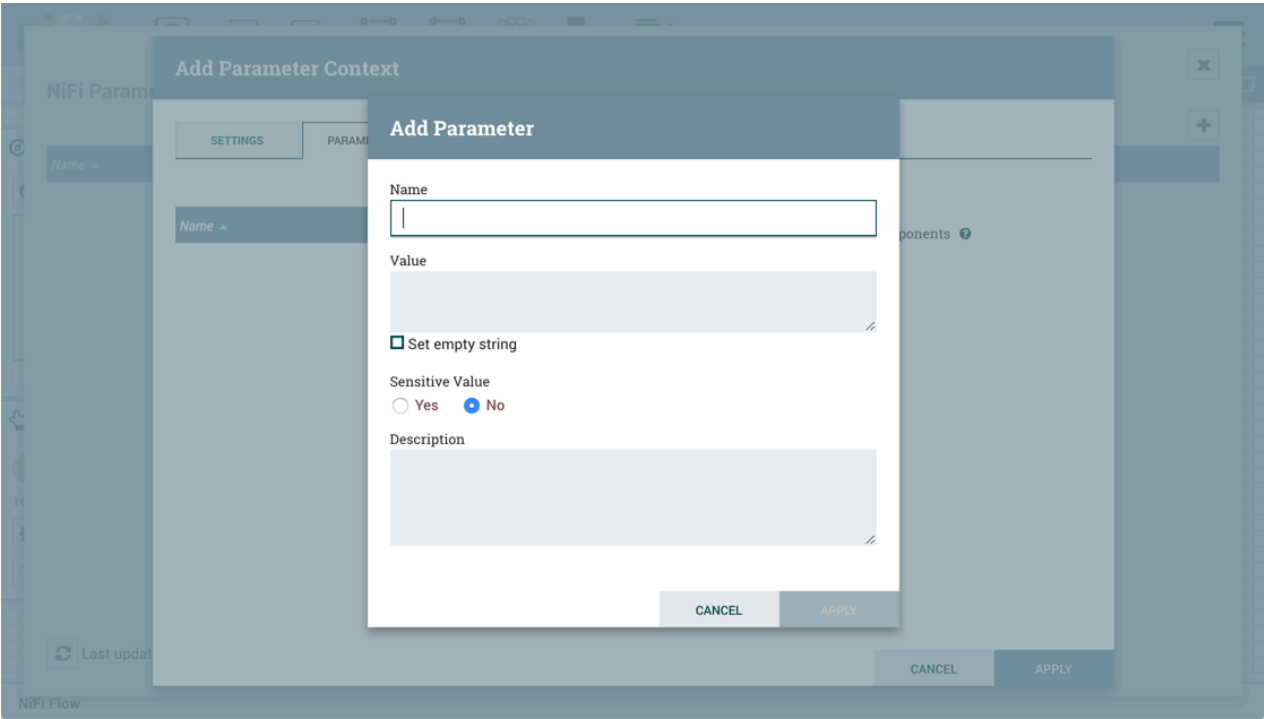 Add Parameter Context
NiFi Parame
Add Parameter
SETTINGS
PARAM
Name
Name
Name
ponents
Value
Set empty string
Sensitive Value
Yes No
Description
CANCEL APPLY
Last updat
CANCEL APPLY
NiFi Flow